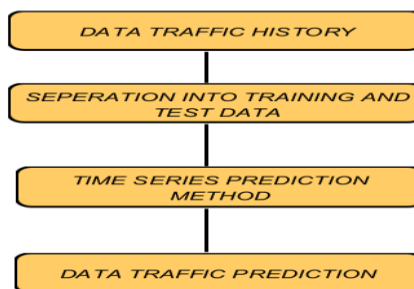 DATA TRAFFIC HISTORY
SEPERATION INTO TRAINING AND
TEST DATA
TIME SERIES PREDICTION
METHOD
DATA TRAFFIC PREDICTION